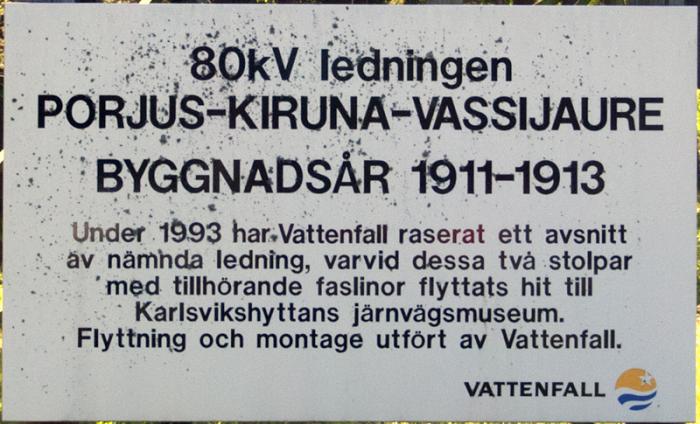 80kV ledningen
PORJUS-KIRUNA-VASSIJAURE
BYGGNADSÅR 1911-1913
Under 1993 har Vattenfall raserat ett avsnitt
av nämnda ledning, varvid dessa två stolpar
med tillhörande faslinor flyttats hit till
Karlsvikshyttans järnvägsmuseum.
Flyttning och montage utfört av Vattenfall.
VATTENFALL